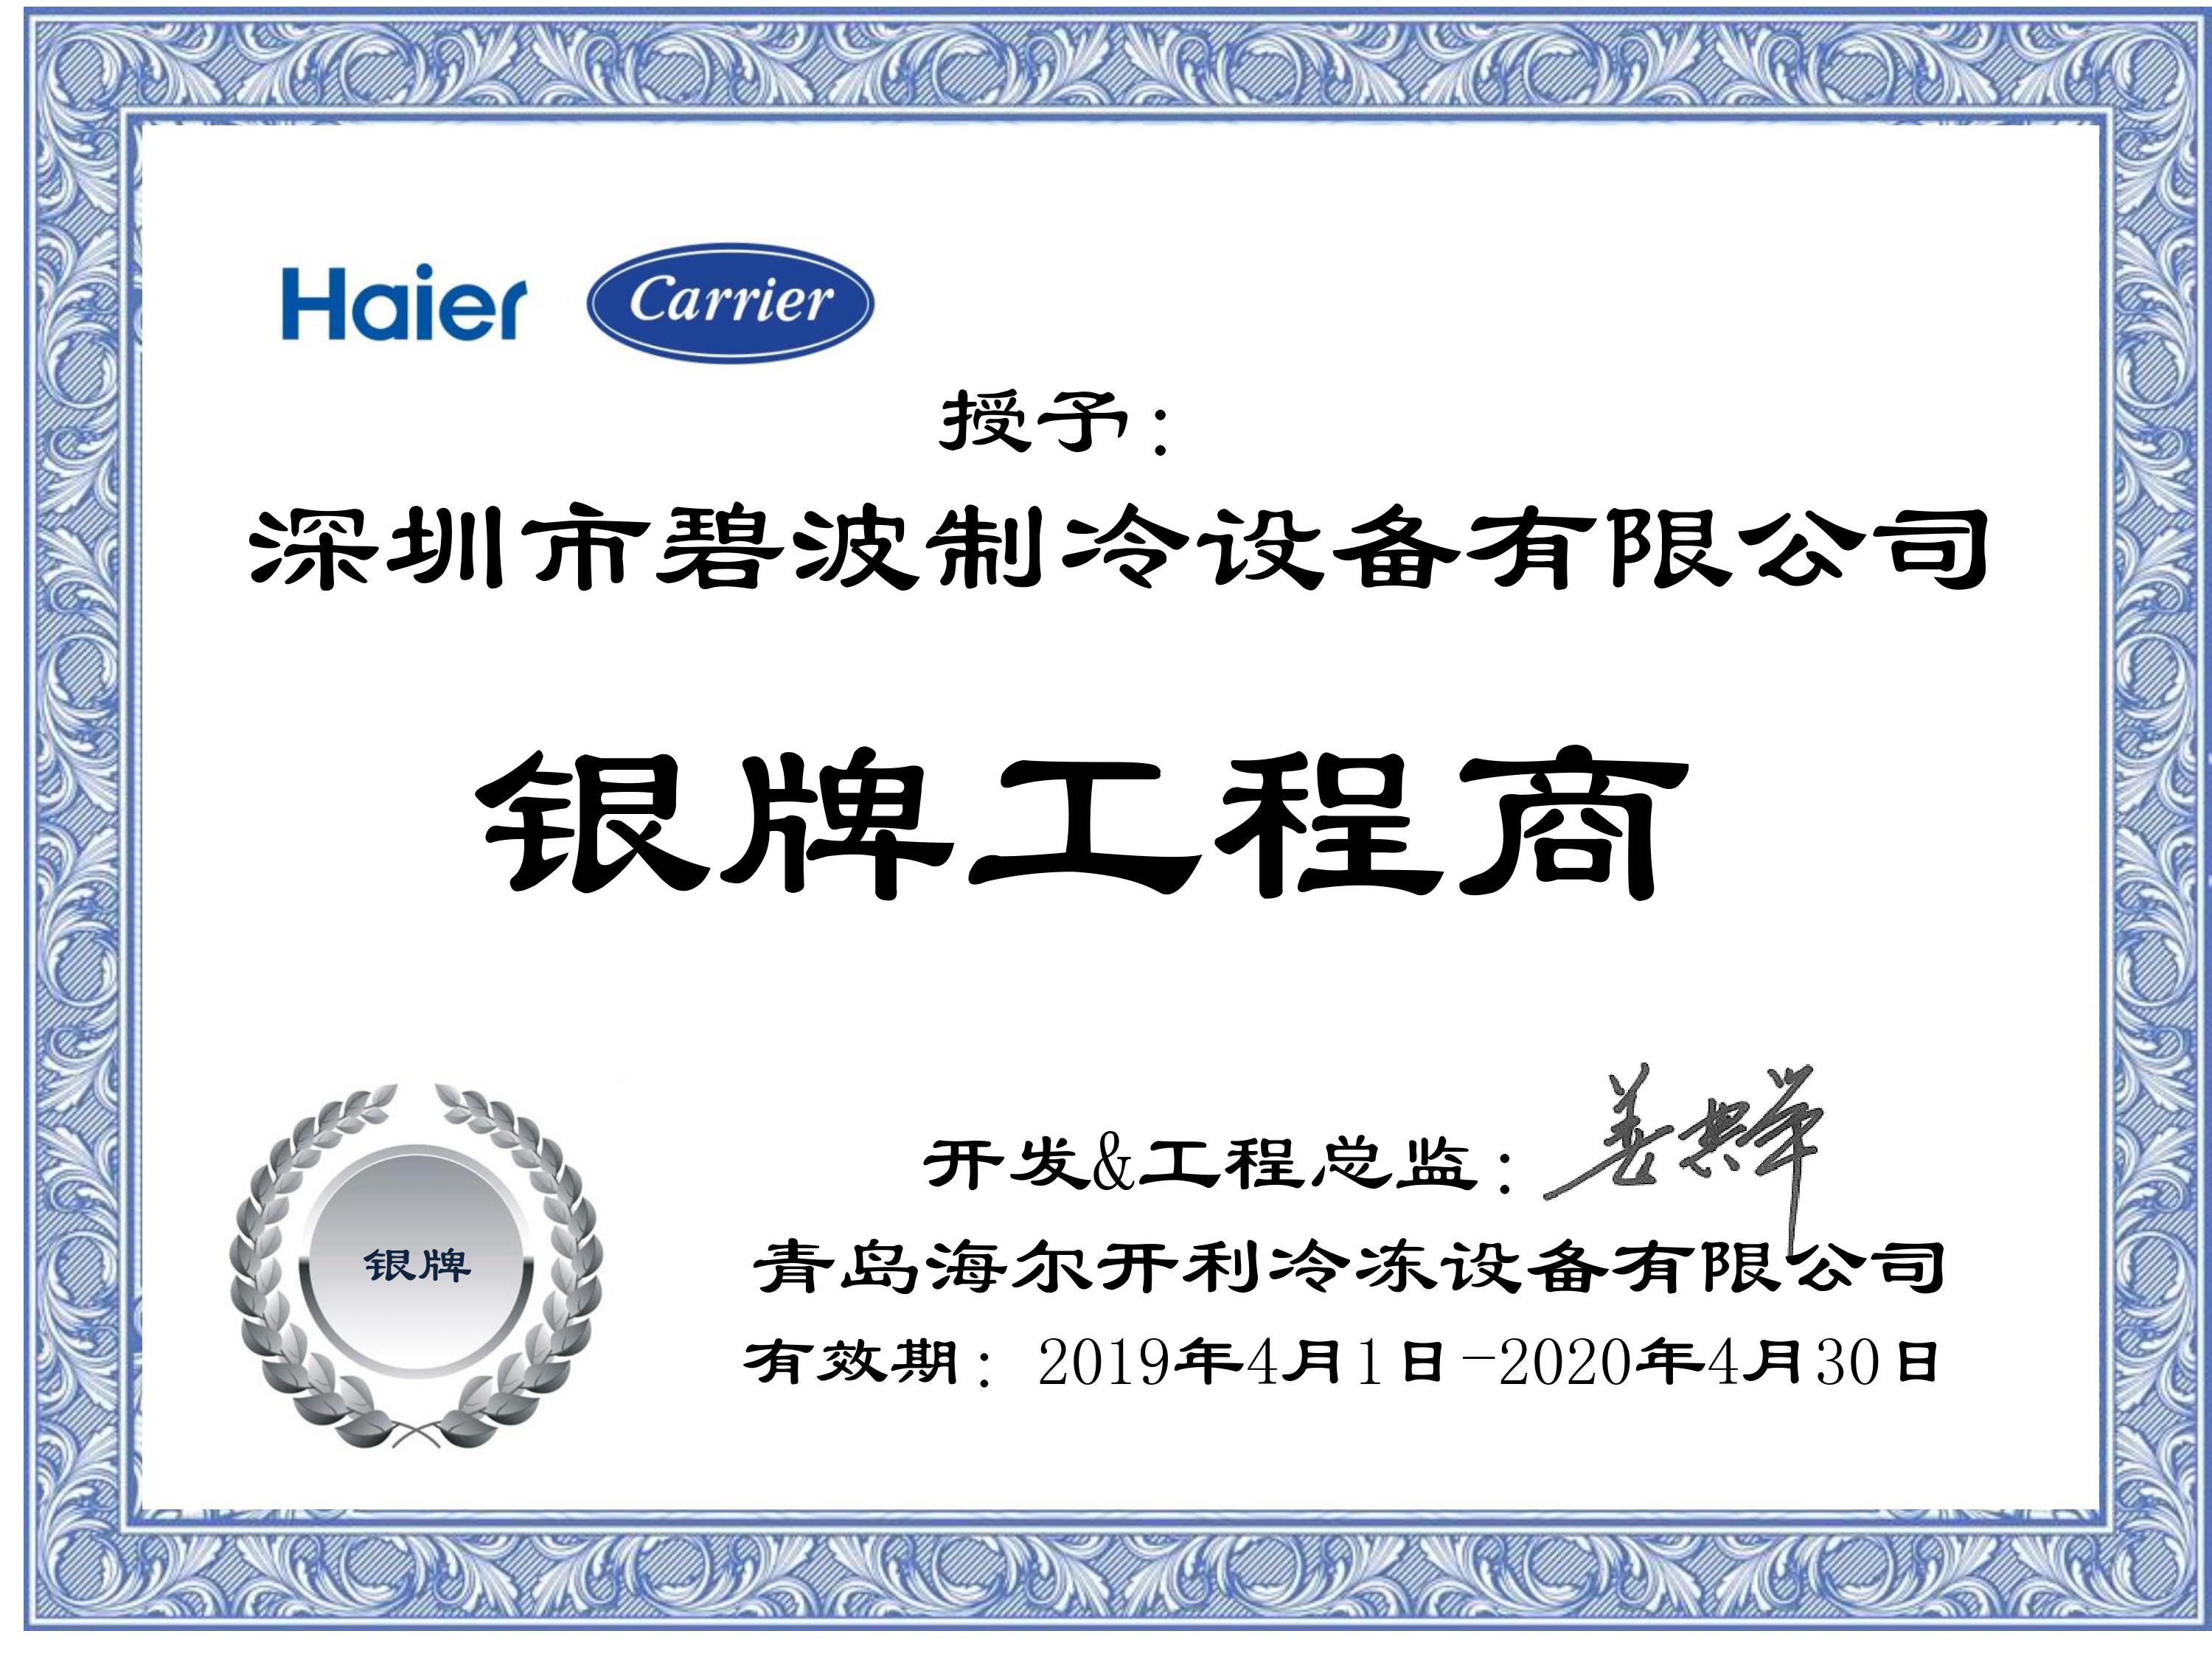 Haier Carrier
授予：
深圳市碧波制冷设备有限公司
银牌工程商
银牌
开发&工程总监：
青岛海尔开利冷冻设备有限公司
有效期：2019年4月1日-2020年4月30日